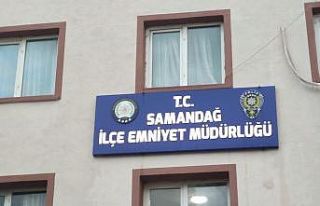 T.C.
SAMANDAĞ
İLÇE EMNİYET MÜDÜRLÜĞÜ